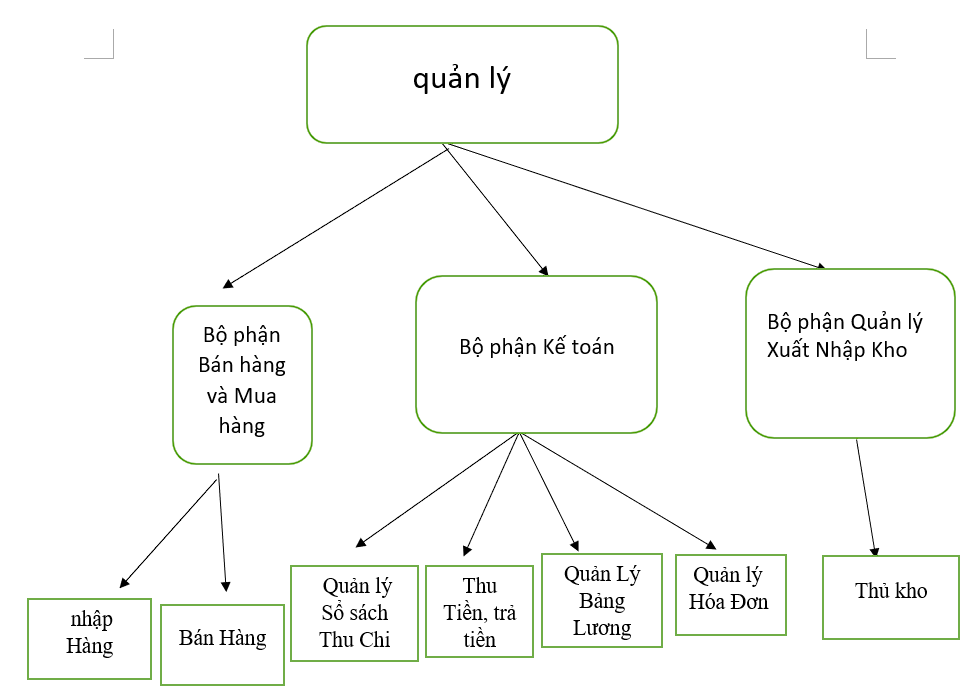 quản lý
Bộ phận
Bán hàng
và Mua
hàng
Bộ phận Kế toán
Bộ phận Quản lý
Xuất Nhập Kho
nhập
Hàng
Bán Hàng
Quản lý
Sổ sách
Thu Chi
Thu
Tiền, trả
tiền
Quản Lý
Bảng
Lương
Quản lý
Hóa Đơn
Thủ kho